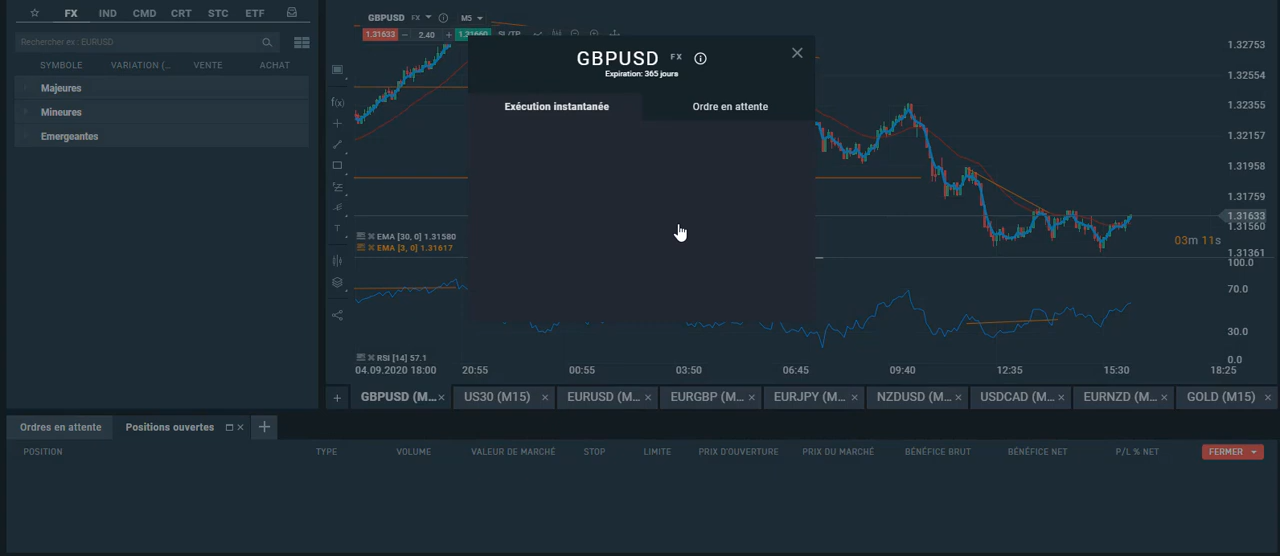 FX IND CMD CRT STC ETF
Rechercher ex : EURUSD
SYMBOLE VARIATION (... VENTE ACHAT
Majeures
Mineures
Emergeantes
GBPUSD FX M5
1.31633 2.40 1.31660 SL/TP
GBPUSD FX
Expiration: 365 jours
Exécution instantanée Ordre en attente
1.32753
1.32554
1.32355
1.32157
1.31958
1.31759
1.31633
1.31560
1.31361
03m 11s
f(x)
T
EMA [30, 0] 1.31580
EMA [3, 0] 1.31617
100.0
70.0
30.0
0.0
RSI [14] 57.1
04.09.2020 18:00 20:55 00:55 03:50 06:45 09:40 12:35 15:30 18:25
GBPUSD (M... US30 (M15) EURUSD (M... EURGBP (M... EURJPY (M... NZDUSD (M... USDCAD (M... EURNZD (M... GOLD (M15)
Ordres en attente Positions ouvertes
POSITION TYPE VOLUME VALEUR DE MARCHÉ STOP LIMITE PRIX D'OUVERTURE PRIX DU MARCHÉ BÉNÉFICE BRUT BÉNÉFICE NET P/L % NET FERMER